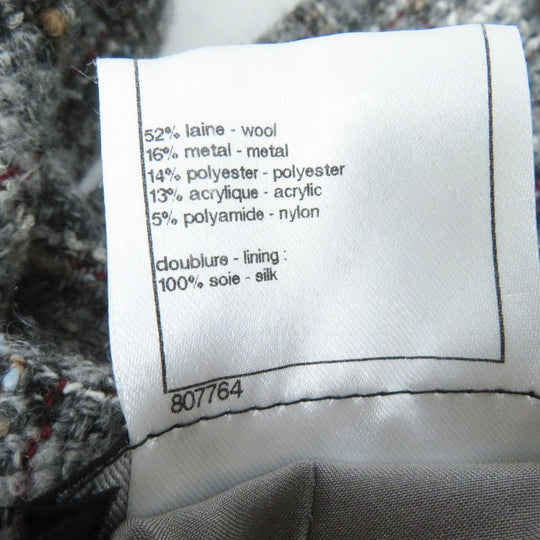 52% laine - wool
16% metal - metal
14% polyester - polyester
13% acrylique - acrylic
5% polyamide - nylon
doublure - lining :
100% soie - silk
807764